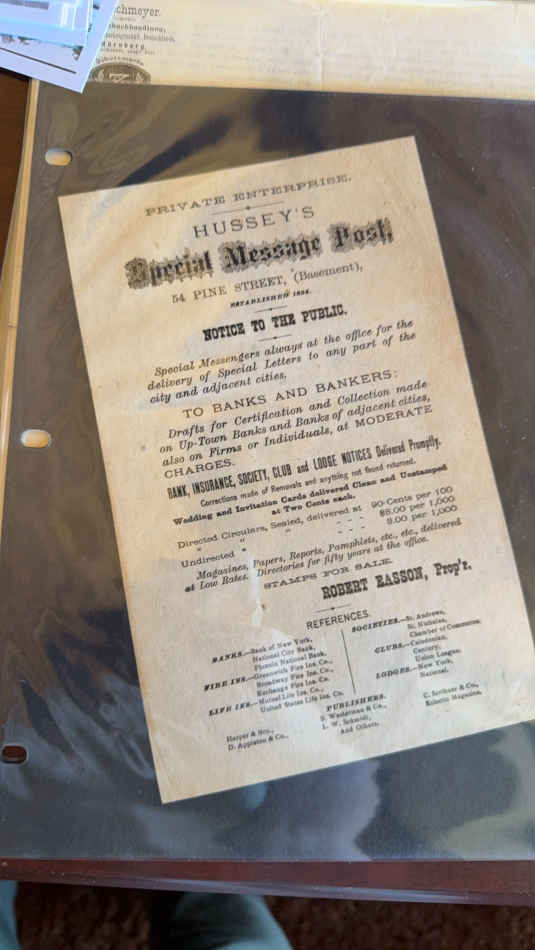 chmeyer.
Nürnberg,
PRIVATE ENTERPRISE.
HUSSEY'S
Special Message Post,
54 PINE STREET, (Basement),
ESTABLISHED 1854.
NOTICE TO THE PUBLIC.
Special Messengers always at the office for the
delivery of Special Letters to any part of the
city and adjacent cities.
TO BANKS AND BANKERS:
Drafts for Certification and Collection made
on Up-Town Banks and Banks of adjacent cities,
also on Firms or Individuals, at MODERATE
CHARGES.
BANK, INSURANCE, SOCIETY, CLUB and LODGE NOTICES Delivered Promptly.
Corrections made of Removals and anything not found returned.
Wedding and Invitation Cards delivered Clean and Unstamped
at Two Cents each.
Directed Circulars, Sealed, delivered at 90-Cents per 100
" " " - - - $8.00 per 1,000
Undirected " - - - 9.00 per 1,000
Magazines, Papers, Reports, Pamphlets, etc., etc., delivered
at Low Rates. Directories for fifty years at the office.
STAMPS FOR SALE.
ROBERT EASSON, Prop'r.
REFERENCES.
BANKS.—Bank of New York,
National City Bank,
Phoenix National Bank.
FIRE INS.—Greenwich Fire Ins. Co.,
Broadway Fire Ins. Co.
Exchange Fire Ins. Co.
LIFE INS.—Mutual Life Ins. Co.,
United States Life Ins. Co.
SOCIETIES.—St. Andrews,
St. Nicholas,
Chamber of Commerce.
CLUBS.—Caledonian,
Century,
Union League.
LODGES.—New York,
National.
PUBLISHERS.
Harper & Bro.,
D. Appleton & Co.,
B. Westerman & Co.,
L. W. Schmidt,
And Others.
C. Scribner & Co.,
Eclectic Magazine,